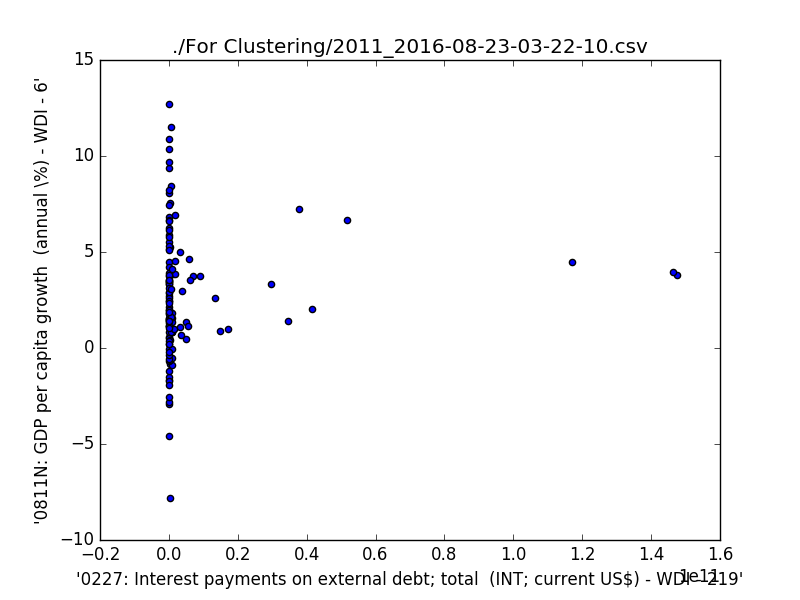 ./For Clustering/2011_2016-08-23-03-22-10.csv
'0811N: GDP per capita growth  (annual \%) - WDI - 6'
15
10
5
0
−5
−10
−0.2 0.0 0.2 0.4 0.6 0.8 1.0 1.2 1.4 1.6
1e11
'0227: Interest payments on external debt; total  (INT; current US$) - WDI - 219'